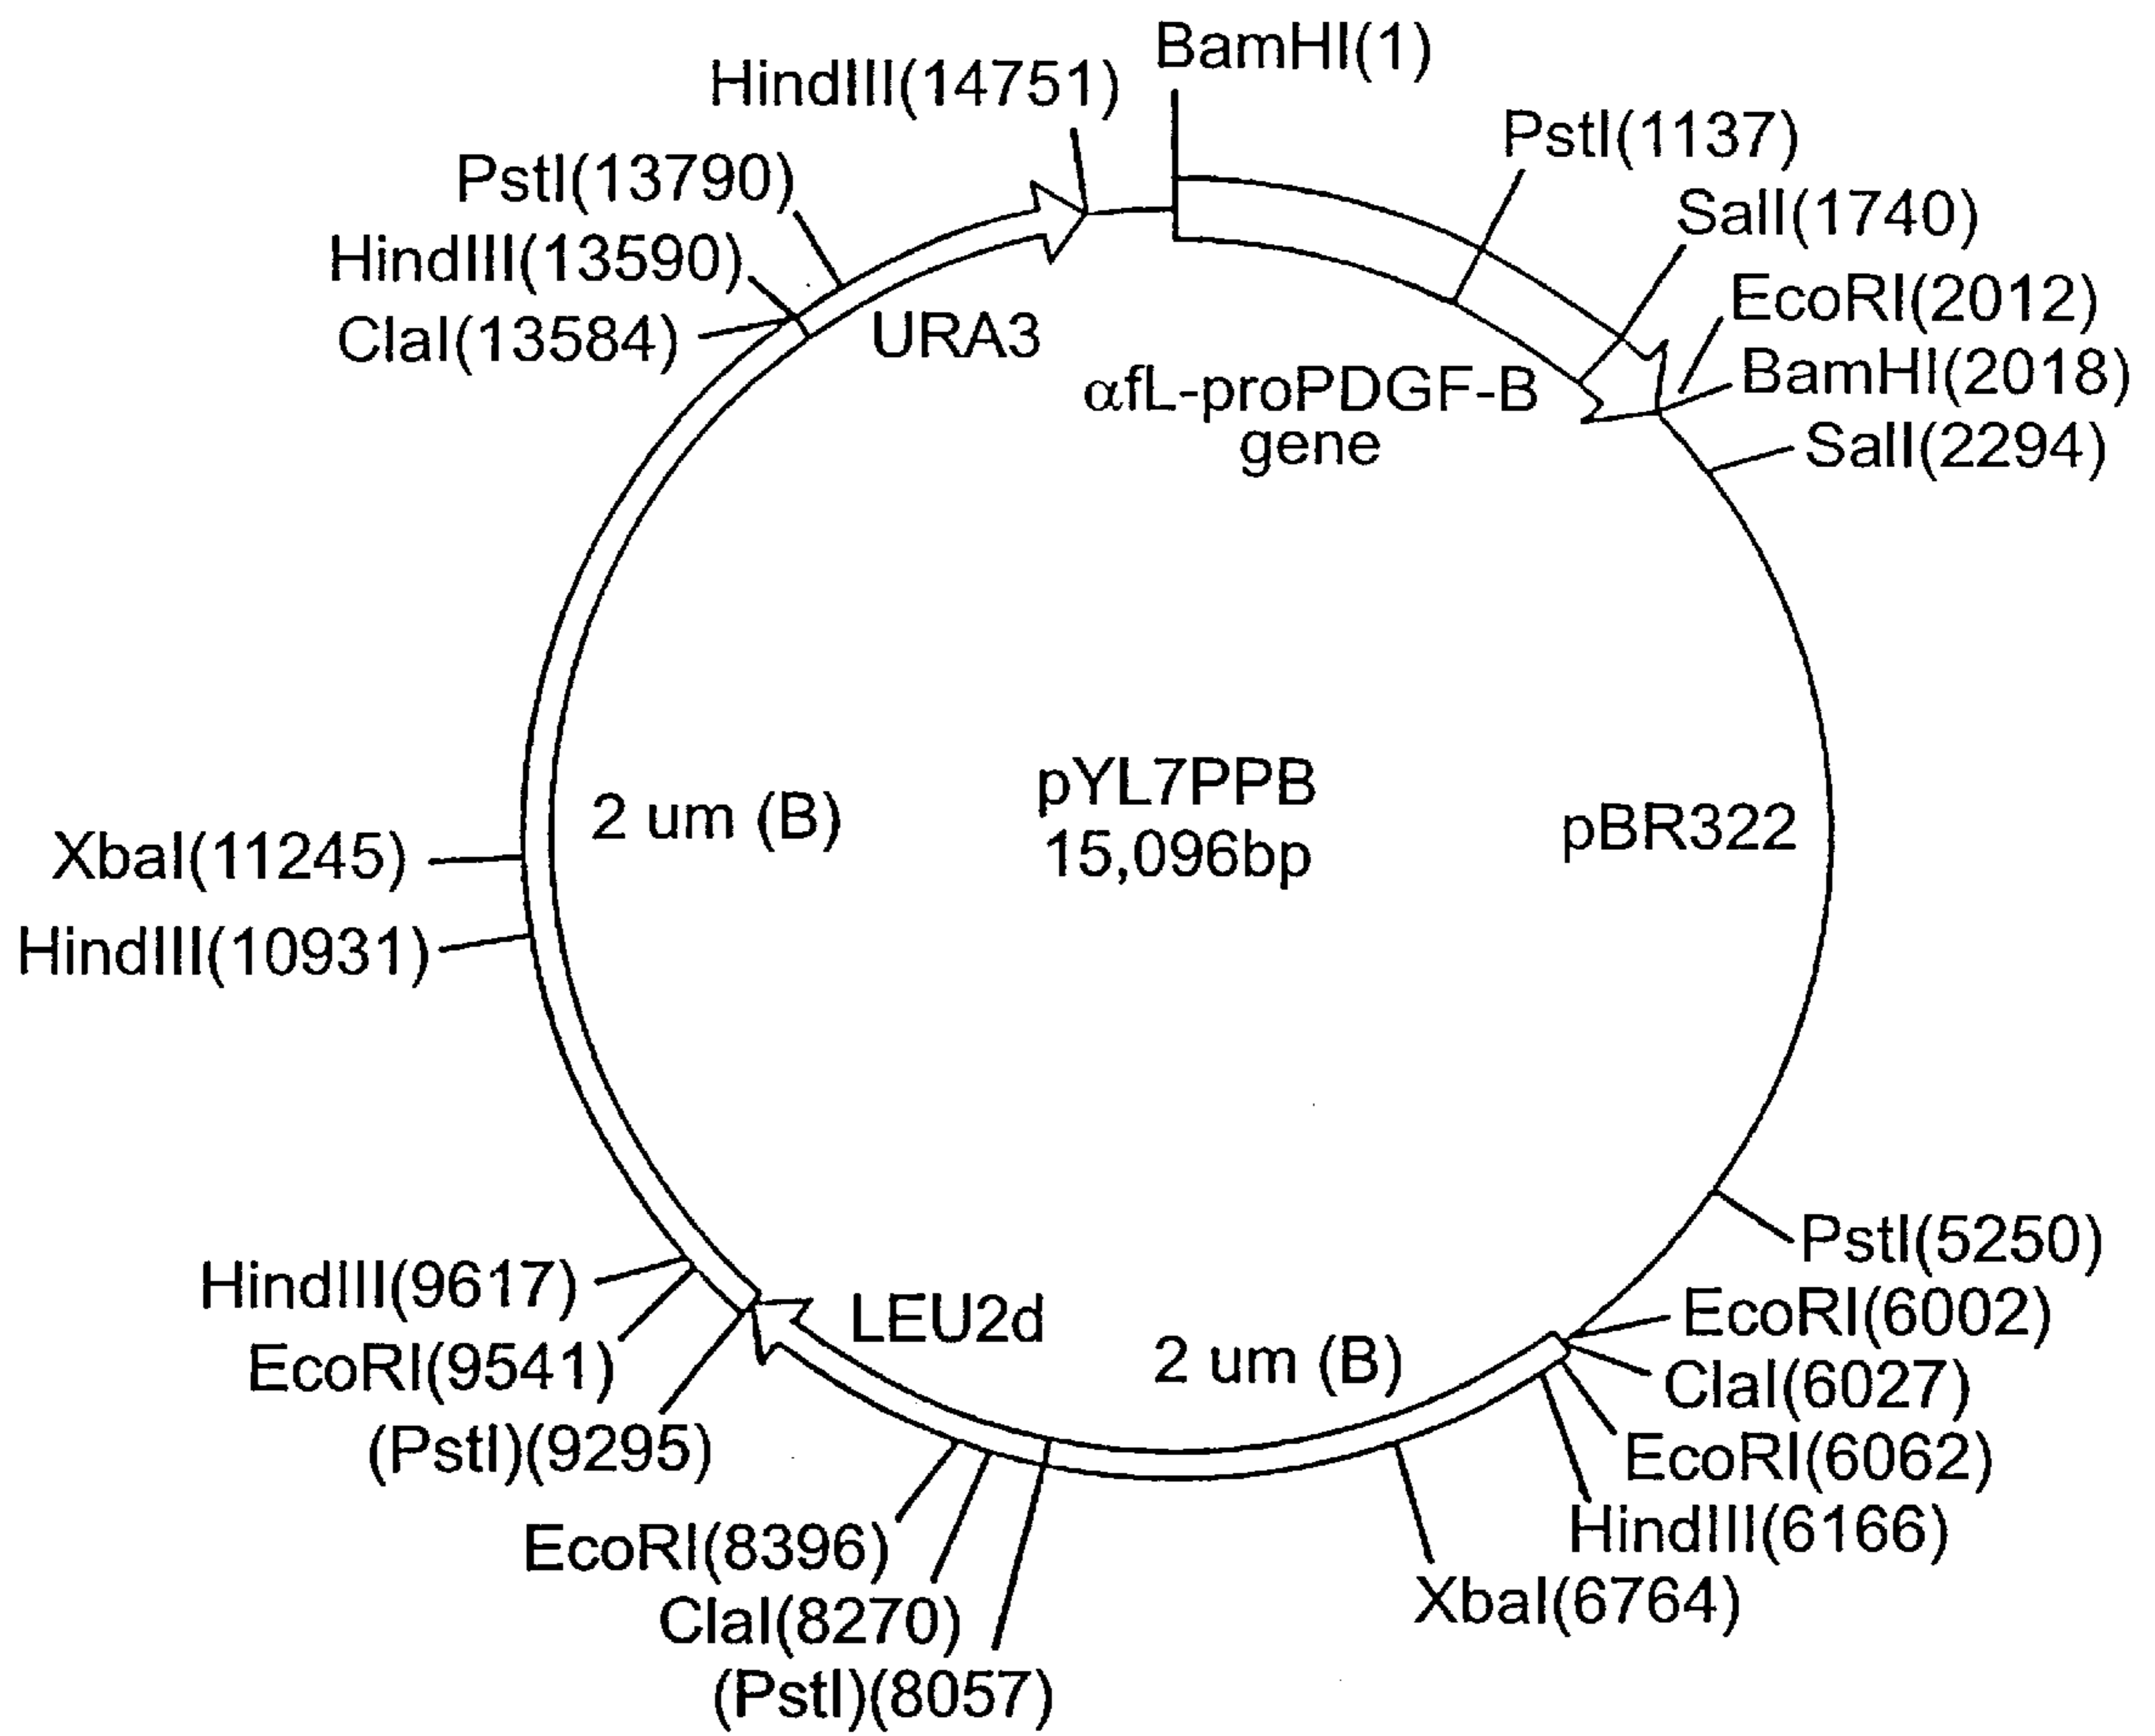 BamHI(1)
HindIII(14751)
PstI(1137)
PstI(13790)
SalI(1740)
HindIII(13590)
EcoRI(2012)
ClaI(13584)
URA3
BamHI(2018)
αfL-proPDGF-B
gene
SalI(2294)
pYL7PPB
15,096bp
2 um (B)
pBR322
XbaI(11245)
HindIII(10931)
PstI(5250)
HindIII(9617)
LEU2d
EcoRI(6002)
2 um (B)
EcoRI(9541)
ClaI(6027)
(PstI)(9295)
EcoRI(6062)
HindIII(6166)
EcoRI(8396)
XbaI(6764)
ClaI(8270)
(PstI)(8057)